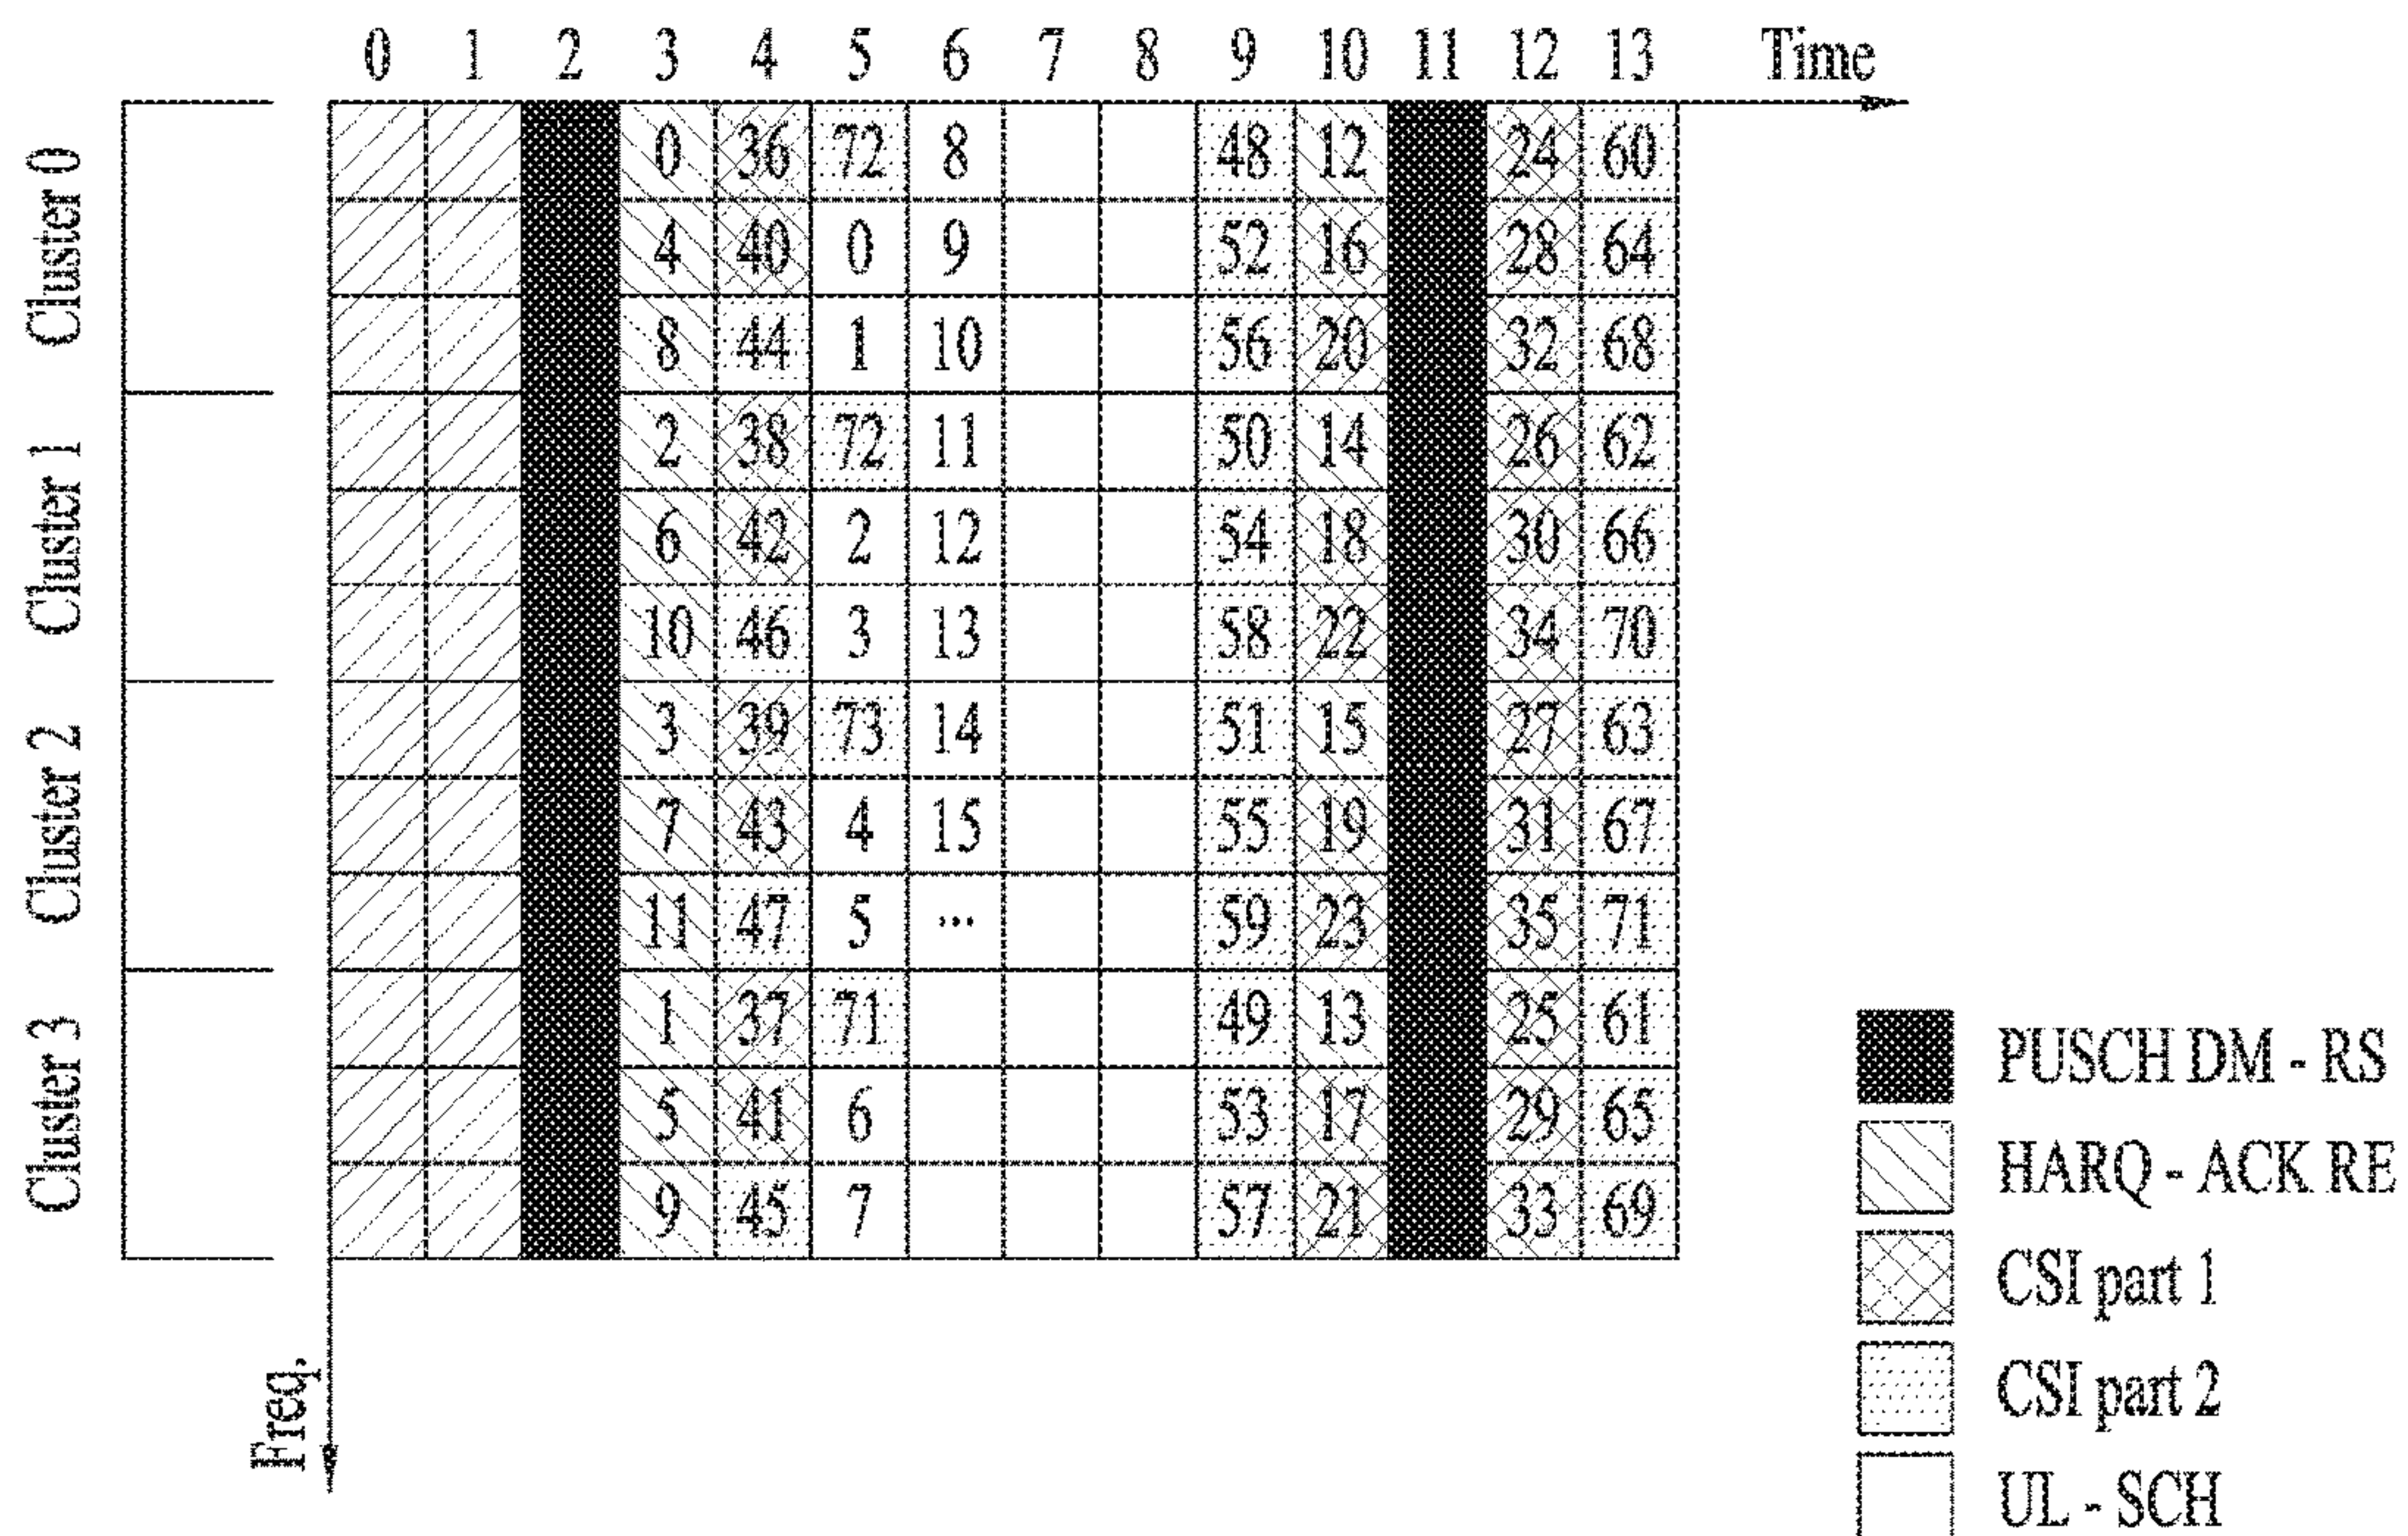 0 1 2 3 4 5 6 7 8 9 10 11 12 13 Time
Cluster 0
0 36 72 8 48 12 24 60
4 40 0 9 52 16 28 64
8 44 1 10 56 20 32 68
Cluster 1
2 38 72 11 50 14 26 62
6 42 2 12 54 18 30 66
10 46 3 13 58 22 34 70
Cluster 2
3 39 73 14 51 15 27 63
7 43 4 15 55 19 31 67
11 47 5 ... 59 23 35 71
Cluster 3
1 37 71 49 13 25 61
5 41 6 53 17 29 65
9 45 7 57 21 33 69
Freq.
PUSCH DM - RS
HARQ - ACK RE
CSI part 1
CSI part 2
UL - SCH